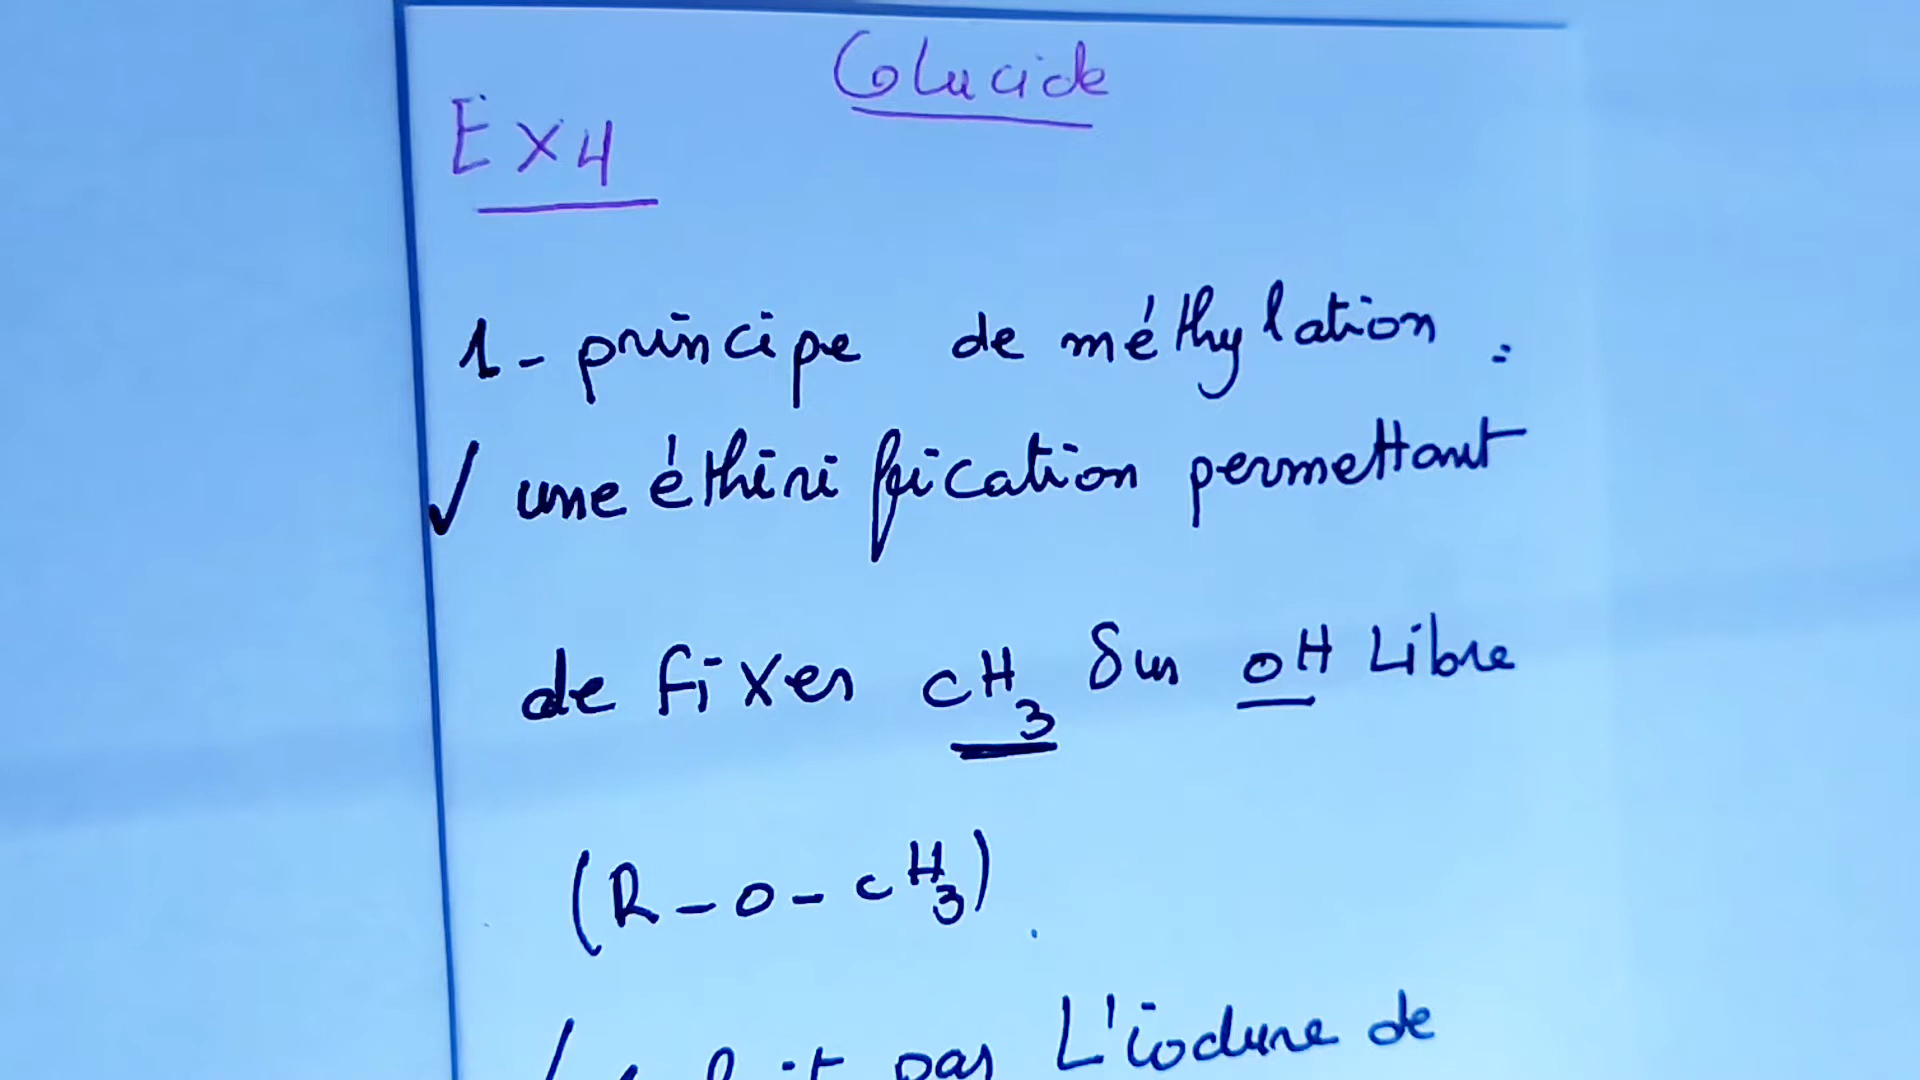 Glucide
Ex4
1- principe de méthylation :
✓ une éthérification permettant
de fixer CH3 sur OH Libre
(R-O-CH3).
par L'iodure de